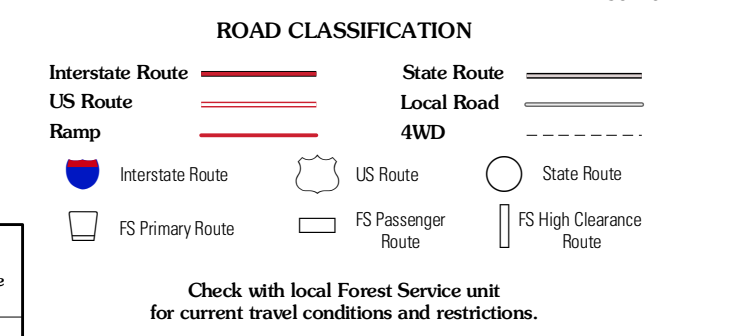 ROAD CLASSIFICATION
Interstate Route
State Route
US Route
Local Road
Ramp
4WD
Interstate Route
US Route
State Route
FS Primary Route
FS Passenger
Route
FS High Clearance
Route
Check with local Forest Service unit
for current travel conditions and restrictions.